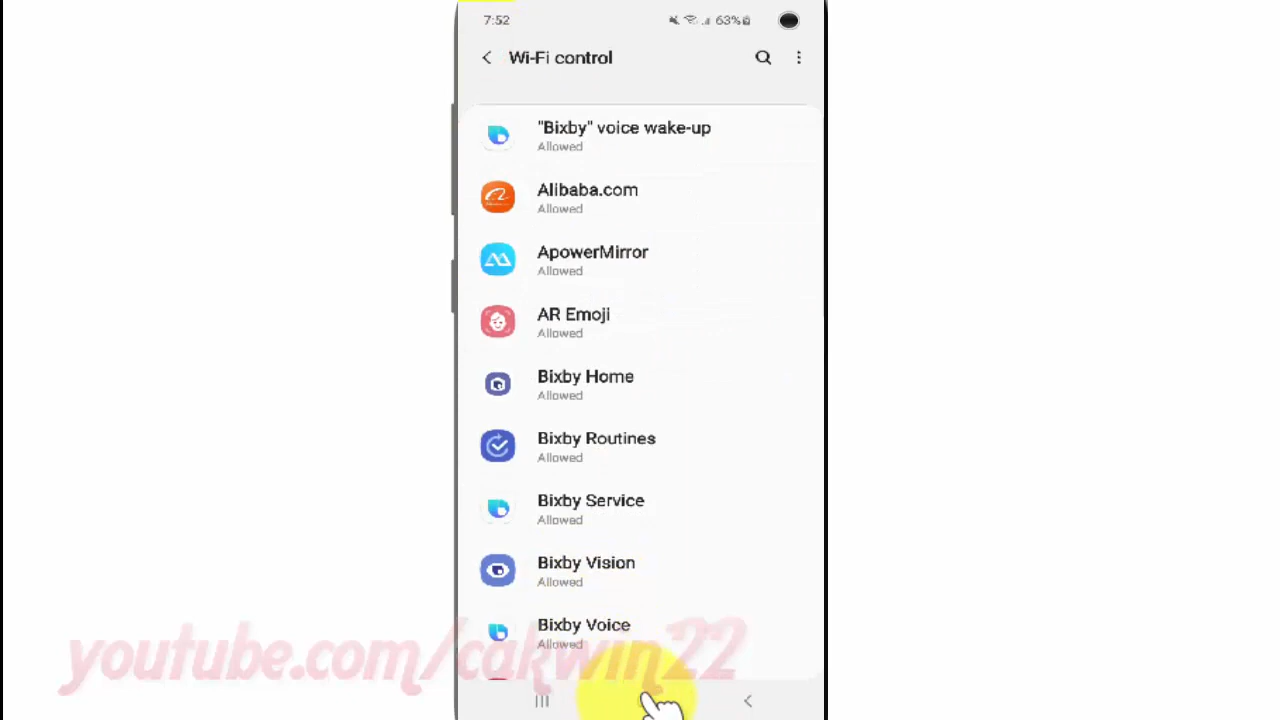 7:52
63%
Wi-Fi control
"Bixby" voice wake-up
Allowed
Alibaba.com
Allowed
ApowerMirror
Allowed
AR Emoji
Allowed
Bixby Home
Allowed
Bixby Routines
Allowed
Bixby Service
Allowed
Bixby Vision
Allowed
Bixby Voice
Allowed
youtube.com/cakwin22